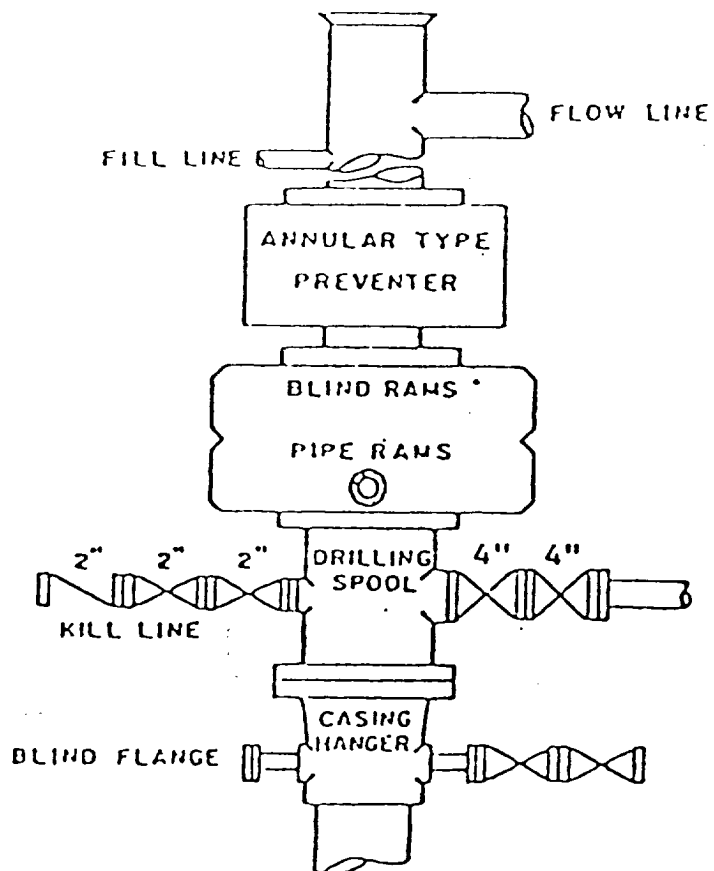 FLOW LINE
FILL LINE
ANNULAR TYPE
PREVENTER
BLIND RAMS
PIPE RAMS
2" 2" 2"
DRILLING
SPOOL
4" 4"
KILL LINE
CASING
HANGER
BLIND FLANGE